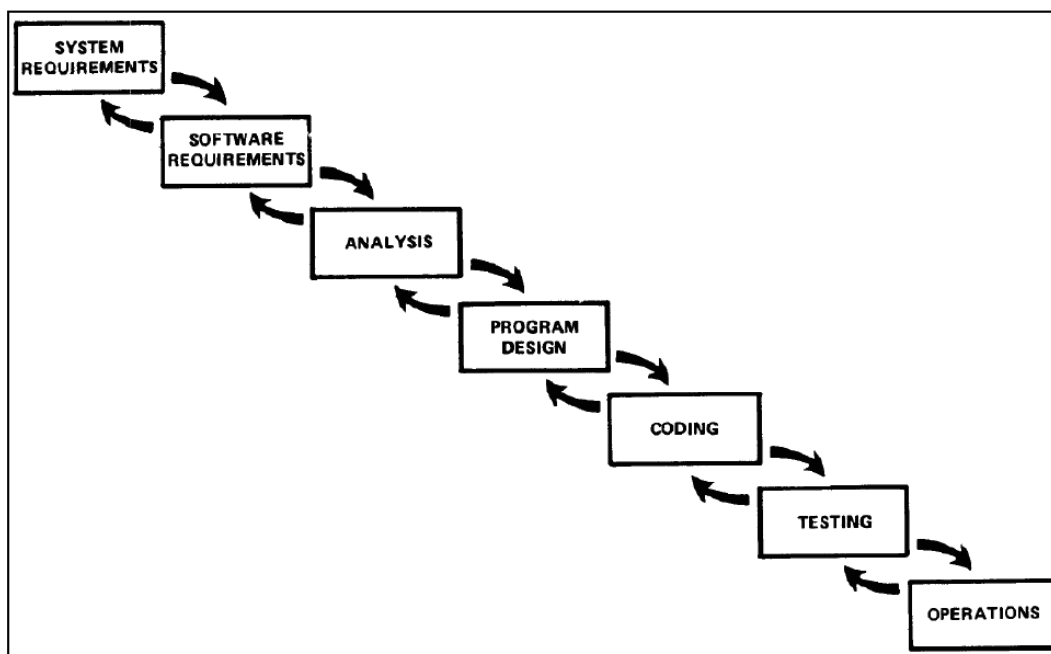 SYSTEM
REQUIREMENTS
SOFTWARE
REQUIREMENTS
ANALYSIS
PROGRAM
DESIGN
CODING
TESTING
OPERATIONS